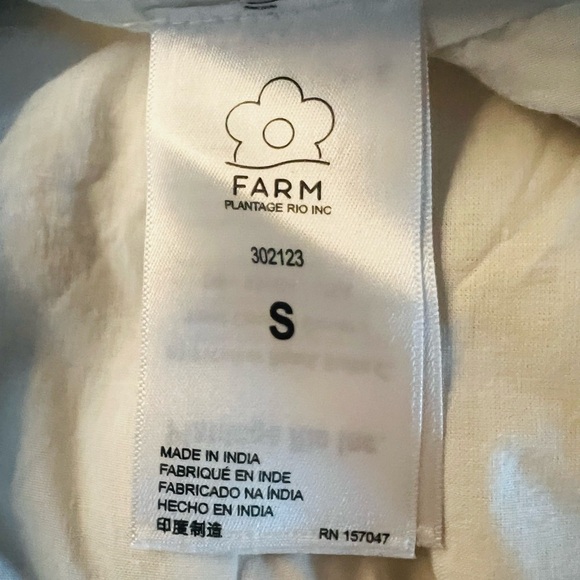 FARM
PLANTAGE RIO INC
302123
S
MADE IN INDIA
FABRIQUÉ EN INDE
FABRICADO NA ÍNDIA
HECHO EN INDIA
印度制造
RN 157047